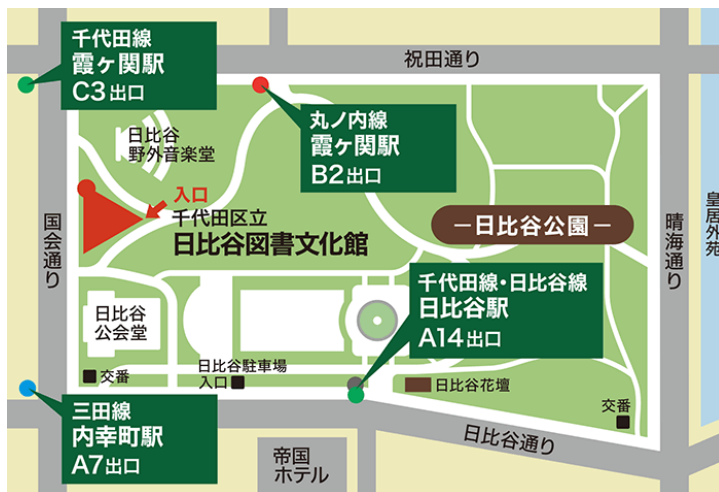 千代田線
霞ヶ関駅
C3出口
祝田通り
丸ノ内線
霞ヶ関駅
B2出口
日比谷
野外音楽堂
入口
千代田区立
日比谷図書文化館
国会通り
ー日比谷公園ー
晴海通り
皇居外苑
千代田線・日比谷線
日比谷駅
A14出口
日比谷
公会堂
交番
日比谷駐車場
入口
日比谷花壇
交番
三田線
内幸町駅
A7出口
日比谷通り
帝国
ホテル